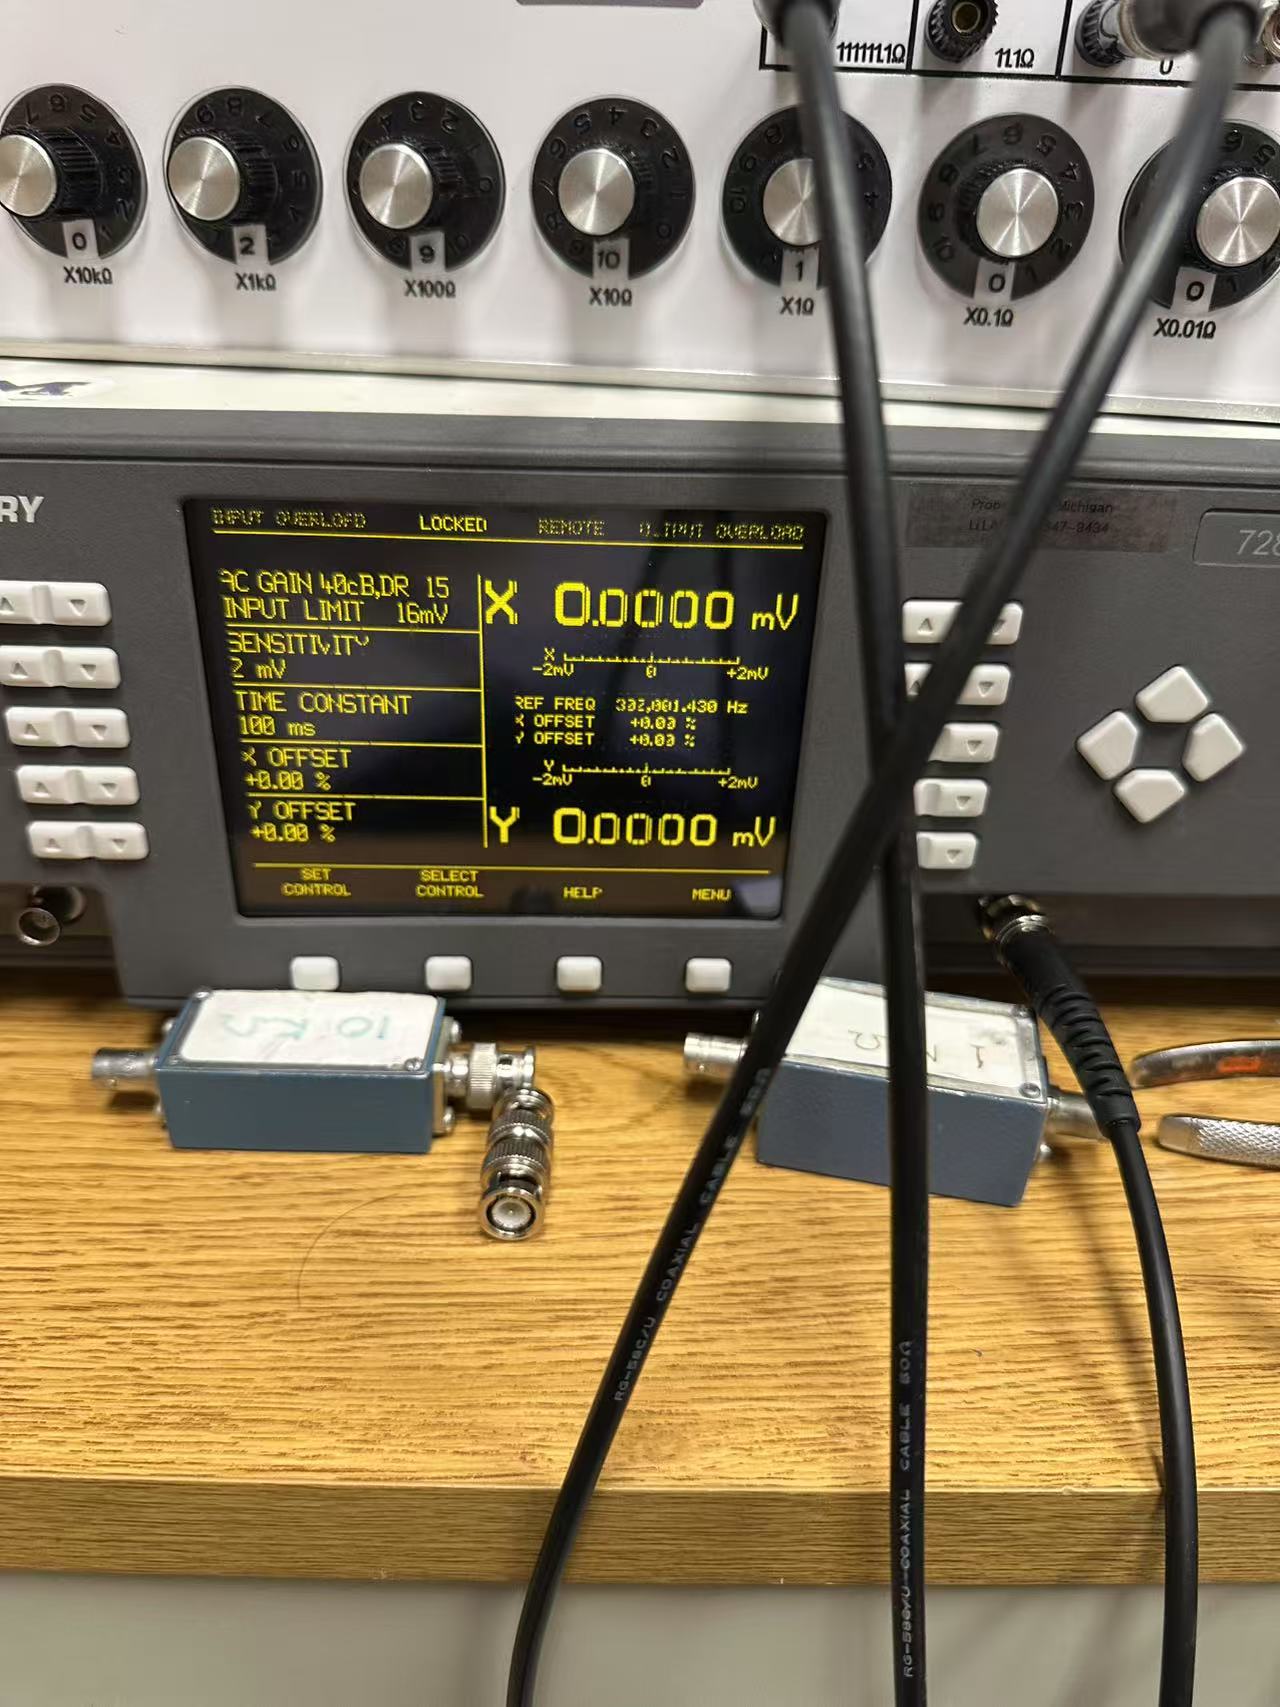 11111.1Ω
11.1Ω
0
0
2
9
10
1
0
0
X10kΩ
X1kΩ
X100Ω
X10Ω
X1Ω
X0.1Ω
X0.01Ω
RY
INPUT OVERLOAD LOCKED REMOTE OUTPUT OVERLOAD
AC GAIN 40dB,DR 15
INPUT LIMIT 16mV
SENSITIVITY
2 mV
TIME CONSTANT
100 ms
X OFFSET
+0.00 %
Y OFFSET
+0.00 %
X 0.0000 mV
X
-2mV 0 +2mV
REF FREQ Hz
X OFFSET +0.00 %
Y OFFSET +0.00 %
Y
-2mV 0 +2mV
Y 0.0000 mV
SET
CONTROL
SELECT
CONTROL
HELP
MENU
Michigan
728
10 KΩ
1 Ω
RG-58C/U COAXIAL CABLE 50Ω
RG-58C/U COAXIAL CABLE 50Ω